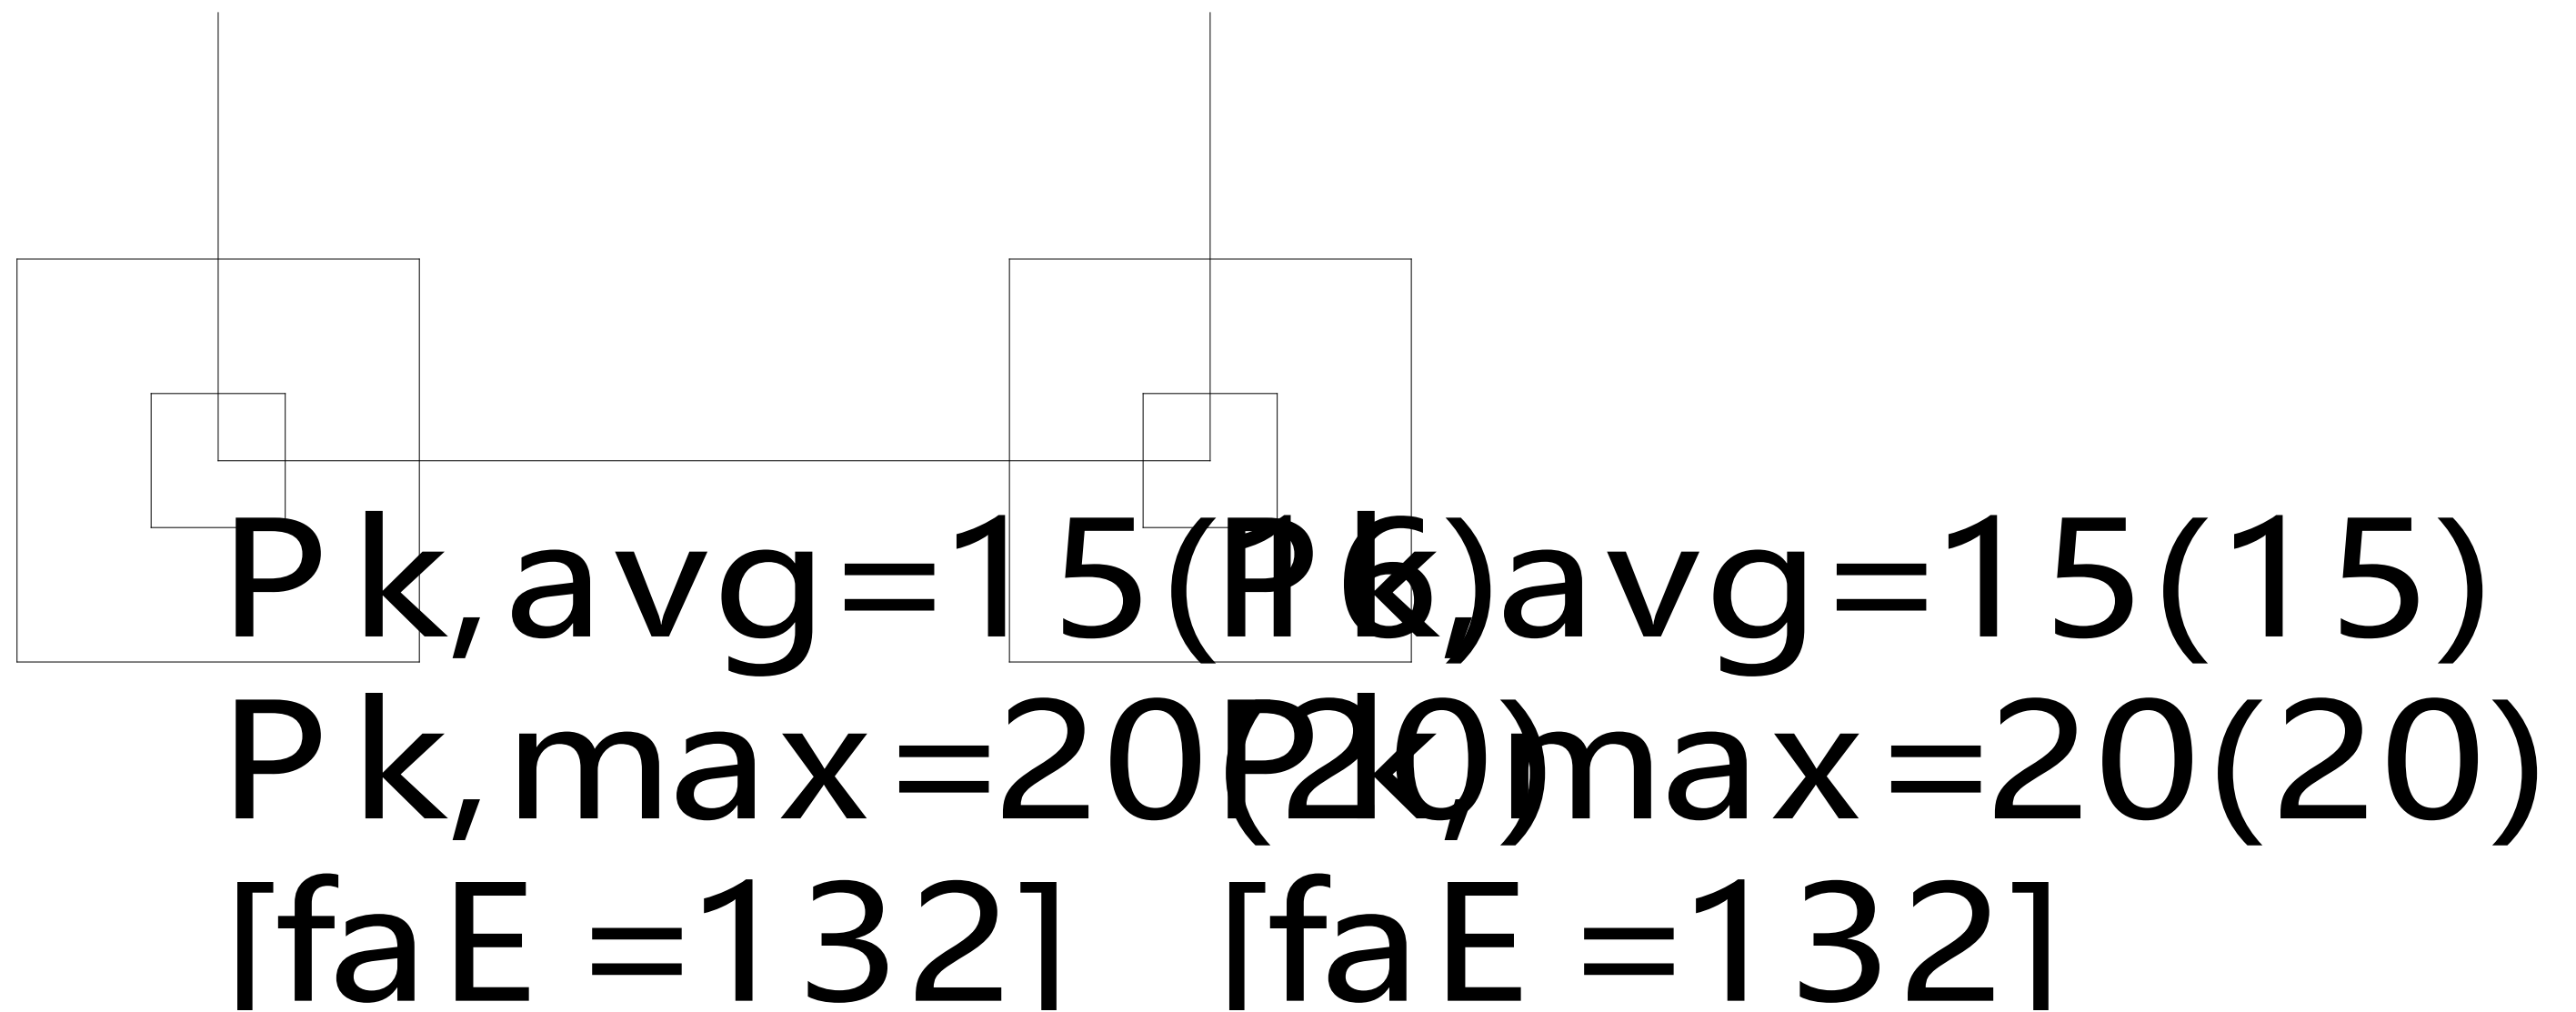 Pk,avg=15(16)
Pk,max=20(20)
[faE =132]
Pk,avg=15(15)
Pk,max=20(20)
[faE =132]